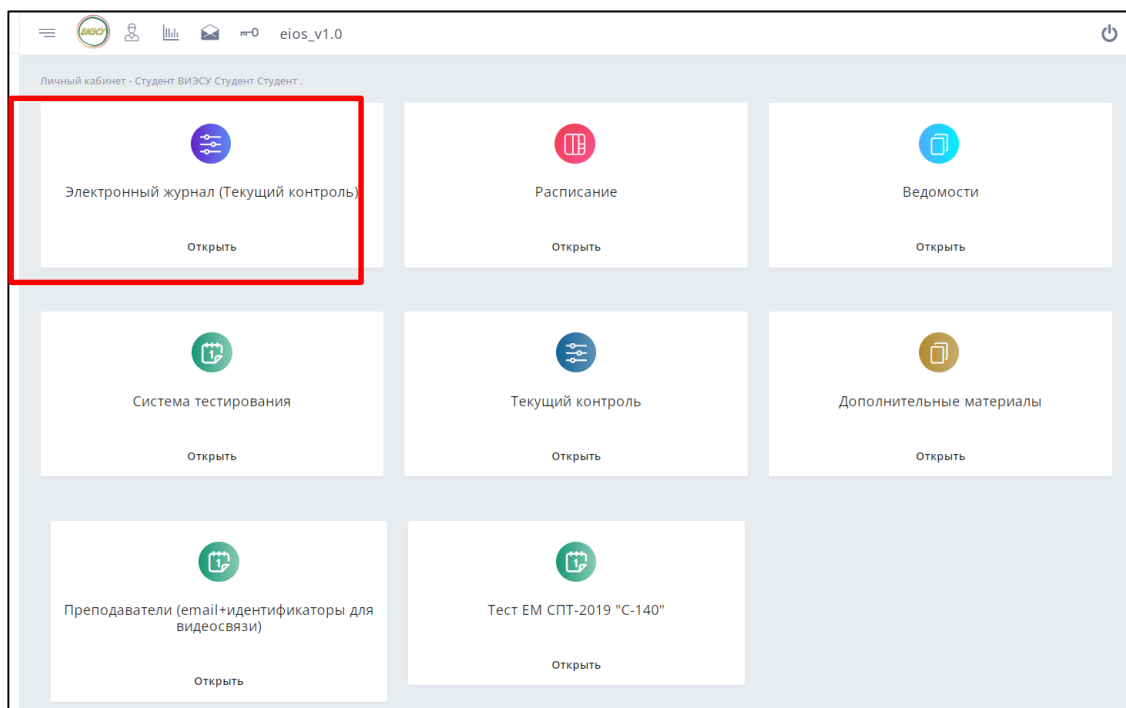 ВИЭСУ
eios_v1.0
Личный кабинет - Студент ВИЭСУ Студент Студент .
Электронный журнал (Текущий контроль)
Открыть
Расписание
Открыть
Ведомости
Открыть
Система тестирования
Открыть
Текущий контроль
Открыть
Дополнительные материалы
Открыть
Преподаватели (email+идентификаторы для
видеосвязи)
Открыть
Тест ЕМ СПТ-2019 "С-140"
Открыть